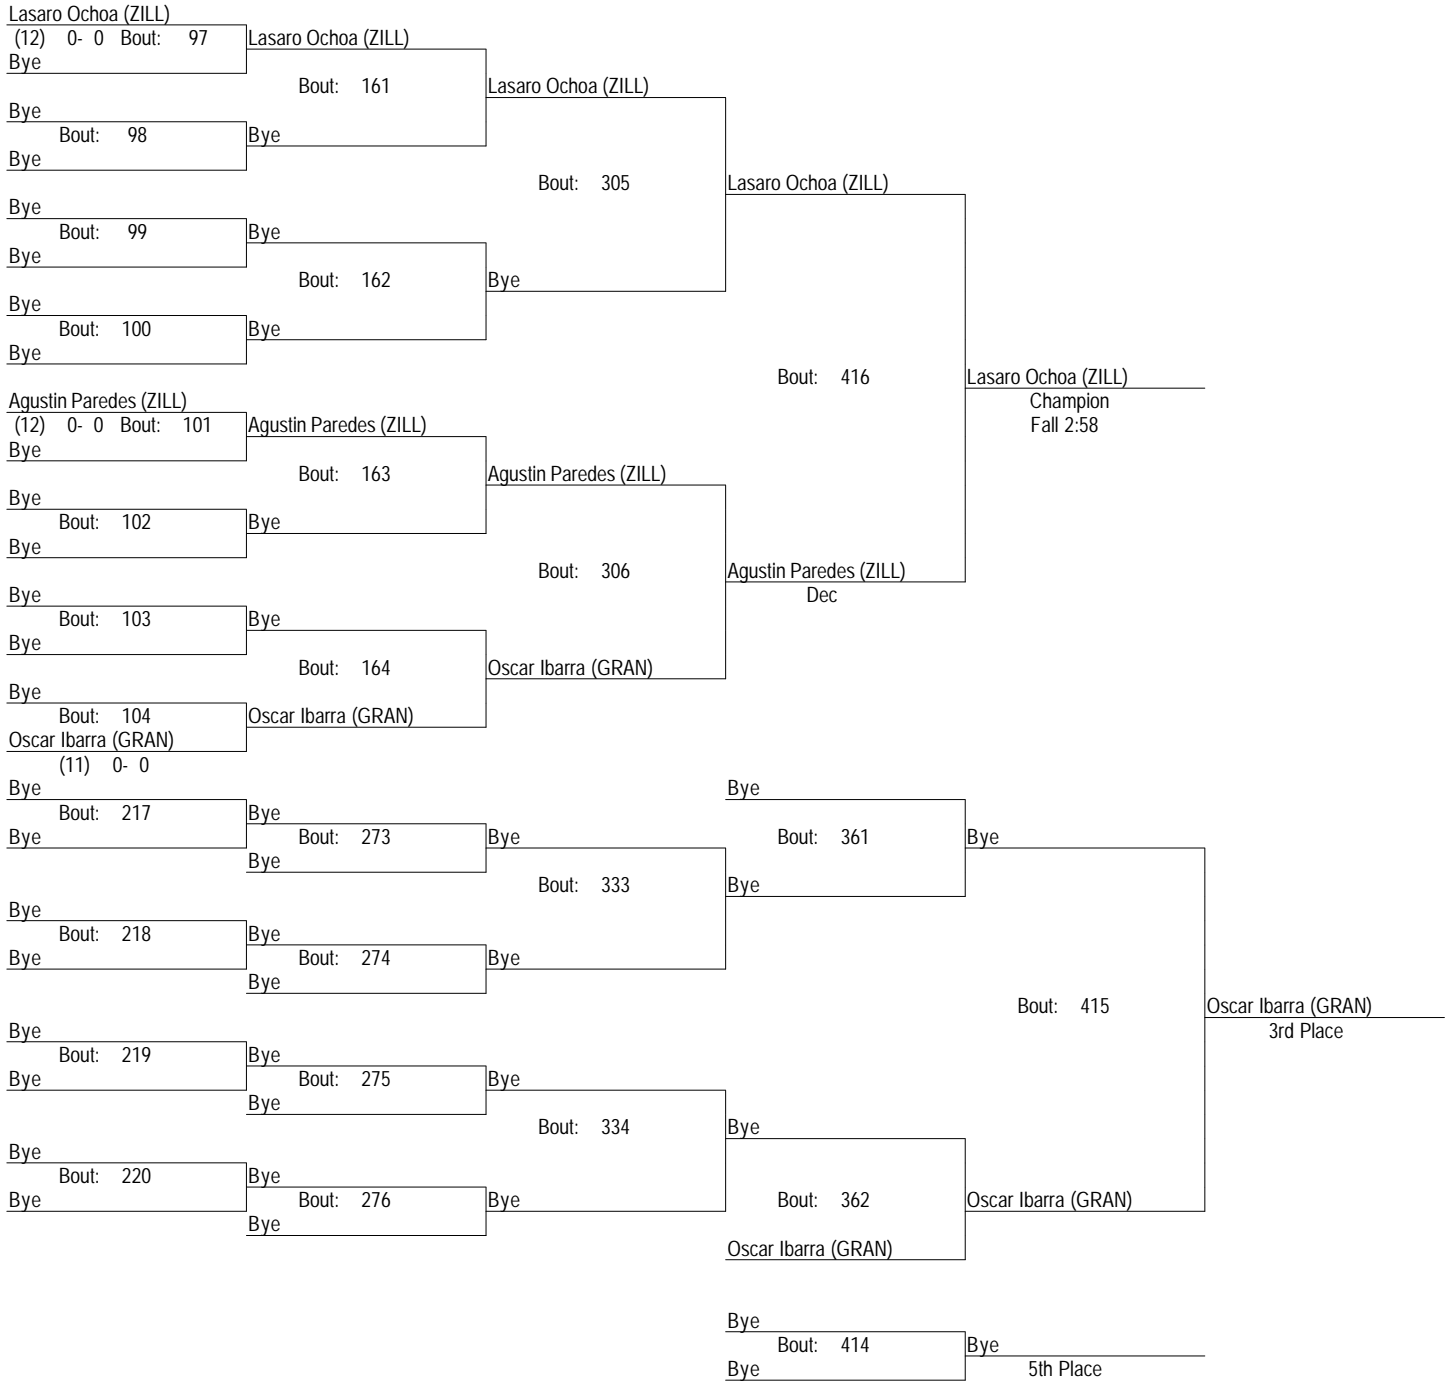 Lasaro Ochoa (ZILL)
(12) 0- 0 Bout: 97 Lasaro Ochoa (ZILL)
Bye
Bout: 161 Lasaro Ochoa (ZILL)
Bye
Bout: 98 Bye
Bye
Bout: 305 Lasaro Ochoa (ZILL)
Bye
Bout: 99 Bye
Bye
Bout: 162 Bye
Bye
Bout: 100 Bye
Bye
Bout: 416 Lasaro Ochoa (ZILL)
Agustin Paredes (ZILL) Champion
(12) 0- 0 Bout: 101 Agustin Paredes (ZILL) Fall 2:58
Bye
Bout: 163 Agustin Paredes (ZILL)
Bye
Bout: 102 Bye
Bye
Bout: 306 Agustin Paredes (ZILL)
Bye Dec
Bout: 103 Bye
Bye
Bout: 164 Oscar Ibarra (GRAN)
Bye
Bout: 104 Oscar Ibarra (GRAN)
Oscar Ibarra (GRAN)
(11) 0- 0
Bye Bye
Bout: 217 Bye
Bye Bout: 273 Bye Bout: 361 Bye
Bye
Bout: 333 Bye
Bye
Bout: 218 Bye
Bye Bout: 274 Bye
Bye
Bout: 415 Oscar Ibarra (GRAN)
Bye 3rd Place
Bout: 219 Bye
Bye Bout: 275 Bye
Bye
Bout: 334 Bye
Bye
Bout: 220 Bye
Bye Bout: 276 Bye Bout: 362 Oscar Ibarra (GRAN)
Bye
Oscar Ibarra (GRAN)
Bye
Bout: 414 Bye
Bye 5th Place